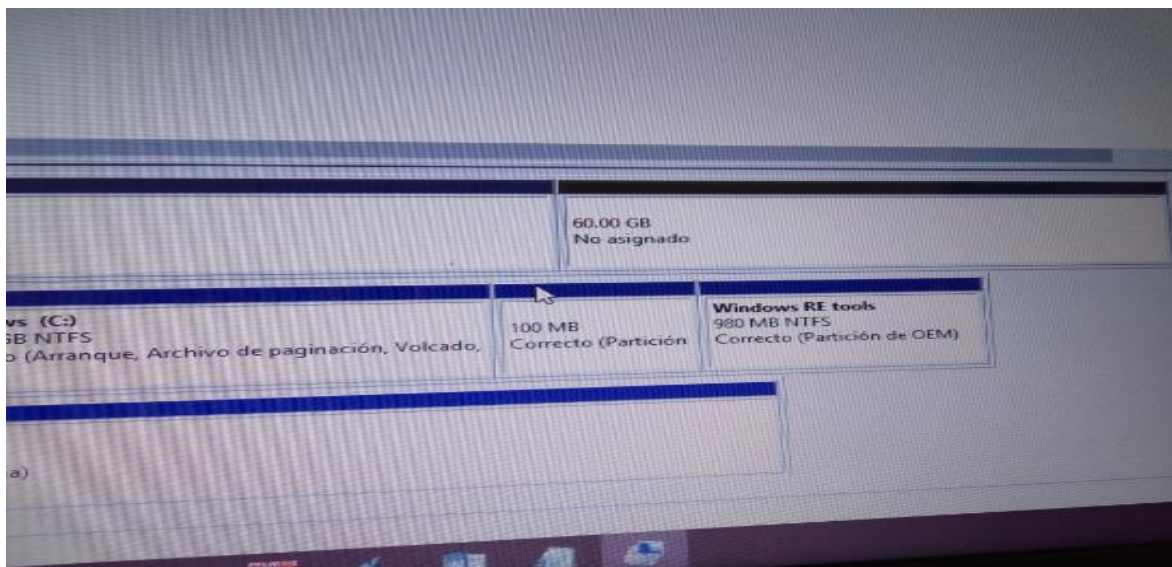 60.00 GB
No asignado
ws (C:)
GB NTFS
o (Arranque, Archivo de paginación, Volcado,
100 MB
Correcto (Partición
Windows RE tools
980 MB NTFS
Correcto (Partición de OEM)
a)